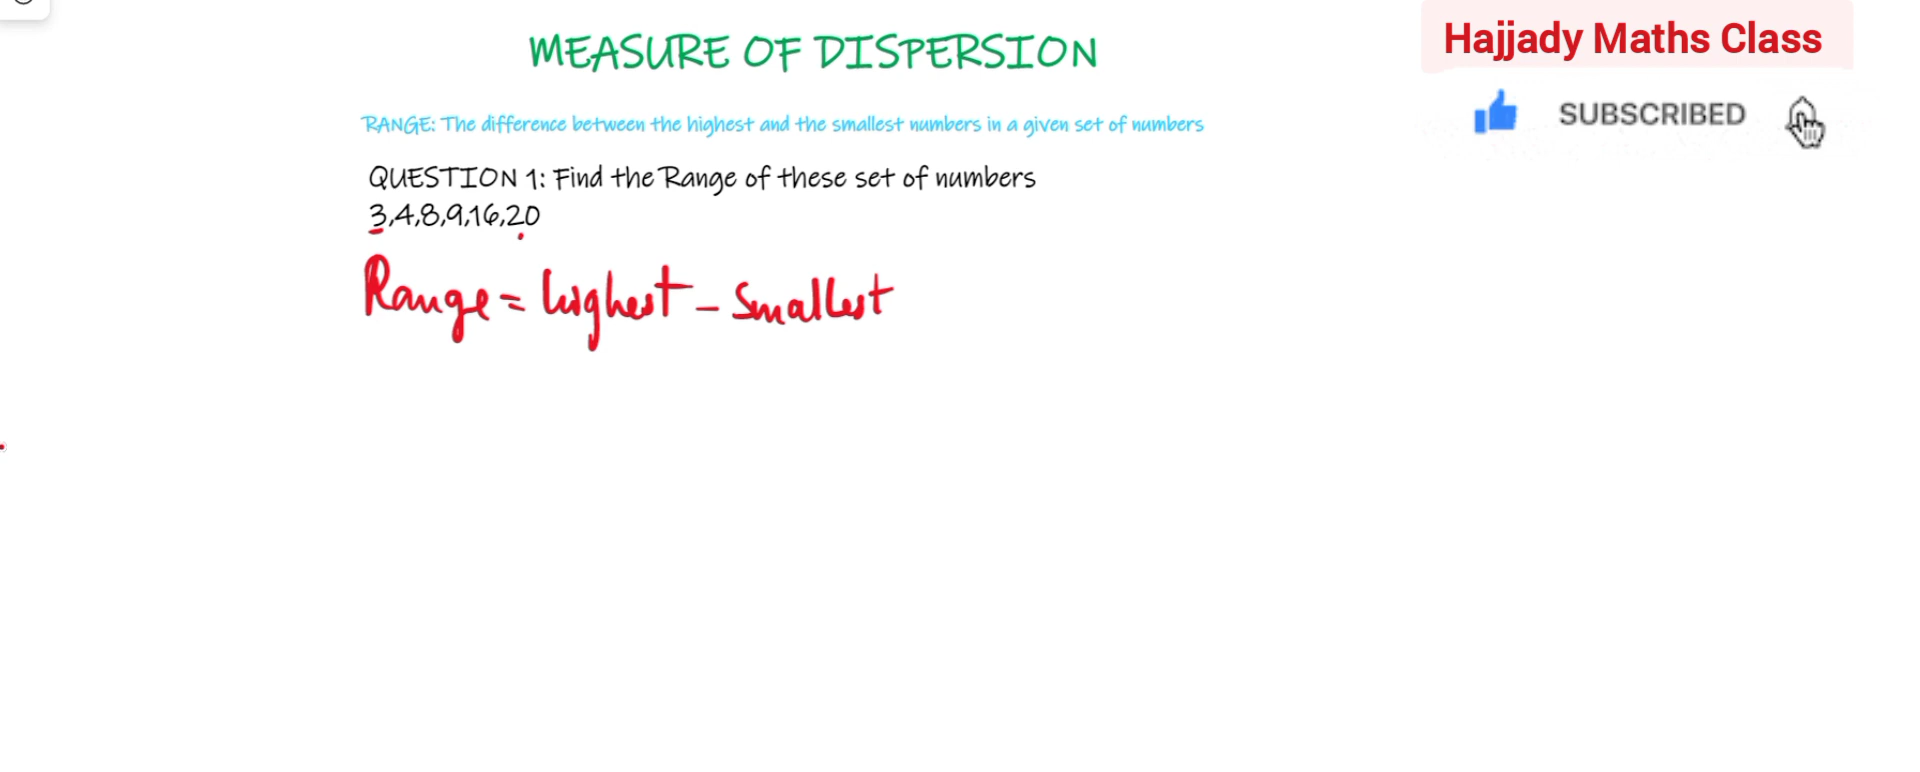 MEASURE OF DISPERSION
Hajjady Maths Class
SUBSCRIBED
RANGE: The difference between the highest and the smallest numbers in a given set of numbers
QUESTION 1: Find the Range of these set of numbers
3,4,8,9,16,20
Range = highest - Smallest